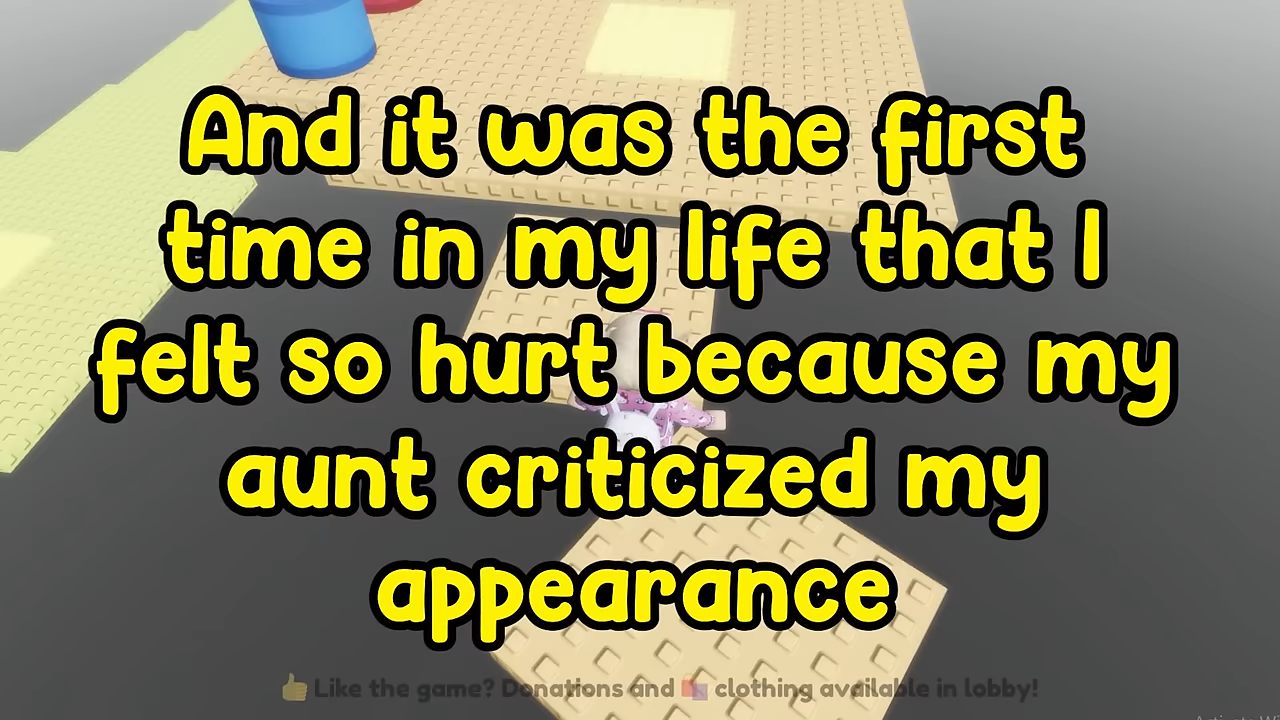 And it was the first
time in my life that I
felt so hurt because my
aunt criticized my
appearance
👍 Like the game? Donations and 👕 clothing available in lobby!